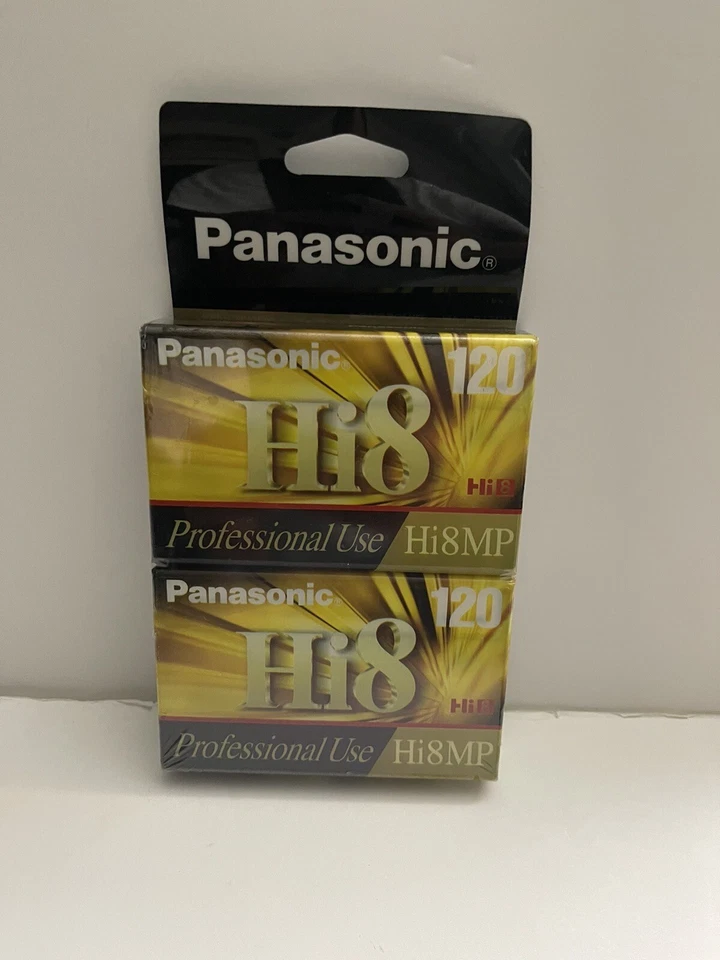 Panasonic®
Panasonic 120
Hi8
Hi8
Professional Use Hi8MP
Panasonic 120
Hi8
Hi8
Professional Use Hi8MP